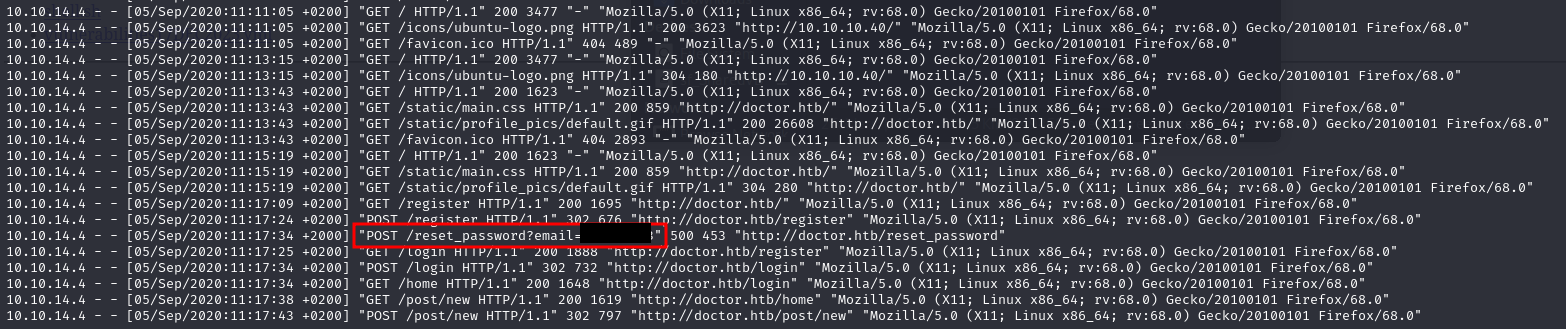 10.10.14.4 - - [05/Sep/2020:11:11:05 +0200] "GET / HTTP/1.1" 200 3477 "-" "Mozilla/5.0 (X11; Linux x86_64; rv:68.0) Gecko/20100101 Firefox/68.0"
10.10.14.4 - - [05/Sep/2020:11:11:05 +0200] "GET /icons/ubuntu-logo.png HTTP/1.1" 200 3623 "http://10.10.10.40/" "Mozilla/5.0 (X11; Linux x86_64; rv:68.0) Gecko/20100101 Firefox/68.0"
10.10.14.4 - - [05/Sep/2020:11:11:05 +0200] "GET /favicon.ico HTTP/1.1" 404 489 "-" "Mozilla/5.0 (X11; Linux x86_64; rv:68.0) Gecko/20100101 Firefox/68.0"
10.10.14.4 - - [05/Sep/2020:11:13:15 +0200] "GET / HTTP/1.1" 200 3477 "-" "Mozilla/5.0 (X11; Linux x86_64; rv:68.0) Gecko/20100101 Firefox/68.0"
10.10.14.4 - - [05/Sep/2020:11:13:15 +0200] "GET /icons/ubuntu-logo.png HTTP/1.1" 304 180 "http://10.10.10.40/" "Mozilla/5.0 (X11; Linux x86_64; rv:68.0) Gecko/20100101 Firefox/68.0"
10.10.14.4 - - [05/Sep/2020:11:13:43 +0200] "GET / HTTP/1.1" 200 1623 "-" "Mozilla/5.0 (X11; Linux x86_64; rv:68.0) Gecko/20100101 Firefox/68.0"
10.10.14.4 - - [05/Sep/2020:11:13:43 +0200] "GET /static/main.css HTTP/1.1" 200 859 "http://doctor.htb/" "Mozilla/5.0 (X11; Linux x86_64; rv:68.0) Gecko/20100101 Firefox/68.0"
10.10.14.4 - - [05/Sep/2020:11:13:43 +0200] "GET /static/profile_pics/default.gif HTTP/1.1" 200 26608 "http://doctor.htb/" "Mozilla/5.0 (X11; Linux x86_64; rv:68.0) Gecko/20100101 Firefox/68.0"
10.10.14.4 - - [05/Sep/2020:11:13:43 +0200] "GET /favicon.ico HTTP/1.1" 404 2893 "-" "Mozilla/5.0 (X11; Linux x86_64; rv:68.0) Gecko/20100101 Firefox/68.0"
10.10.14.4 - - [05/Sep/2020:11:15:19 +0200] "GET / HTTP/1.1" 200 1623 "-" "Mozilla/5.0 (X11; Linux x86_64; rv:68.0) Gecko/20100101 Firefox/68.0"
10.10.14.4 - - [05/Sep/2020:11:15:19 +0200] "GET /static/main.css HTTP/1.1" 200 859 "http://doctor.htb/" "Mozilla/5.0 (X11; Linux x86_64; rv:68.0) Gecko/20100101 Firefox/68.0"
10.10.14.4 - - [05/Sep/2020:11:15:19 +0200] "GET /static/profile_pics/default.gif HTTP/1.1" 304 280 "http://doctor.htb/" "Mozilla/5.0 (X11; Linux x86_64; rv:68.0) Gecko/20100101 Firefox/68.0"
10.10.14.4 - - [05/Sep/2020:11:17:09 +0200] "GET /register HTTP/1.1" 200 1695 "http://doctor.htb/" "Mozilla/5.0 (X11; Linux x86_64; rv:68.0) Gecko/20100101 Firefox/68.0"
10.10.14.4 - - [05/Sep/2020:11:17:24 +0200] "POST /register HTTP/1.1" 302 676 "http://doctor.htb/register" "Mozilla/5.0 (X11; Linux x86_64; rv:68.0) Gecko/20100101 Firefox/68.0"
10.10.14.4 - - [05/Sep/2020:11:17:34 +2000] "POST /reset_password?email=" 500 453 "http://doctor.htb/reset_password"
10.10.14.4 - - [05/Sep/2020:11:17:25 +0200] "GET /login HTTP/1.1" 200 1888 "http://doctor.htb/register" "Mozilla/5.0 (X11; Linux x86_64; rv:68.0) Gecko/20100101 Firefox/68.0"
10.10.14.4 - - [05/Sep/2020:11:17:34 +0200] "POST /login HTTP/1.1" 302 732 "http://doctor.htb/login" "Mozilla/5.0 (X11; Linux x86_64; rv:68.0) Gecko/20100101 Firefox/68.0"
10.10.14.4 - - [05/Sep/2020:11:17:34 +0200] "GET /home HTTP/1.1" 200 1648 "http://doctor.htb/login" "Mozilla/5.0 (X11; Linux x86_64; rv:68.0) Gecko/20100101 Firefox/68.0"
10.10.14.4 - - [05/Sep/2020:11:17:38 +0200] "GET /post/new HTTP/1.1" 200 1619 "http://doctor.htb/home" "Mozilla/5.0 (X11; Linux x86_64; rv:68.0) Gecko/20100101 Firefox/68.0"
10.10.14.4 - - [05/Sep/2020:11:17:43 +0200] "POST /post/new HTTP/1.1" 302 797 "http://doctor.htb/post/new" "Mozilla/5.0 (X11; Linux x86_64; rv:68.0) Gecko/20100101 Firefox/68.0"